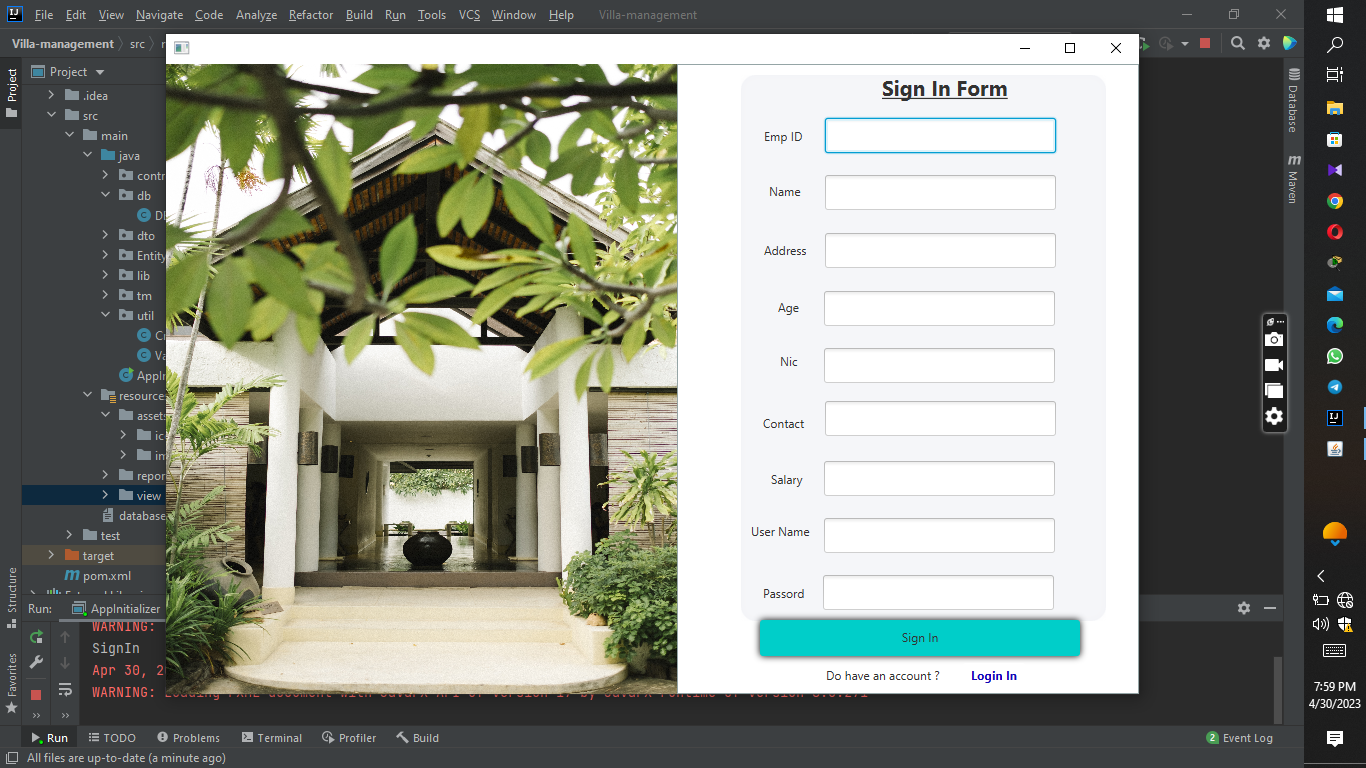 File Edit View Navigate Code Analyze Refactor Build Run Tools VCS Window Help Villa-management
Villa-management src
Project
Project
.idea
src
main
java
contr
db
dto
Entity
lib
tm
util
Cr
Va
AppIn
resource
assets
ic
im
repor
view
database
test
target
pom.xml
Structure
Favorites
Database
Maven
Sign In Form
Emp ID
Name
Address
Age
Nic
Contact
Salary
User Name
Passord
Sign In
Do have an account ? Login In
Run: AppInitializer
WARNING:
SignIn
Apr 30, 2
WARNING: Loading FXML document with JavaFX API of version 17 by JavaFX runtime of version 8.0.271
Run TODO Problems Terminal Profiler Build
2 Event Log
All files are up-to-date (a minute ago)
7:59 PM
4/30/2023